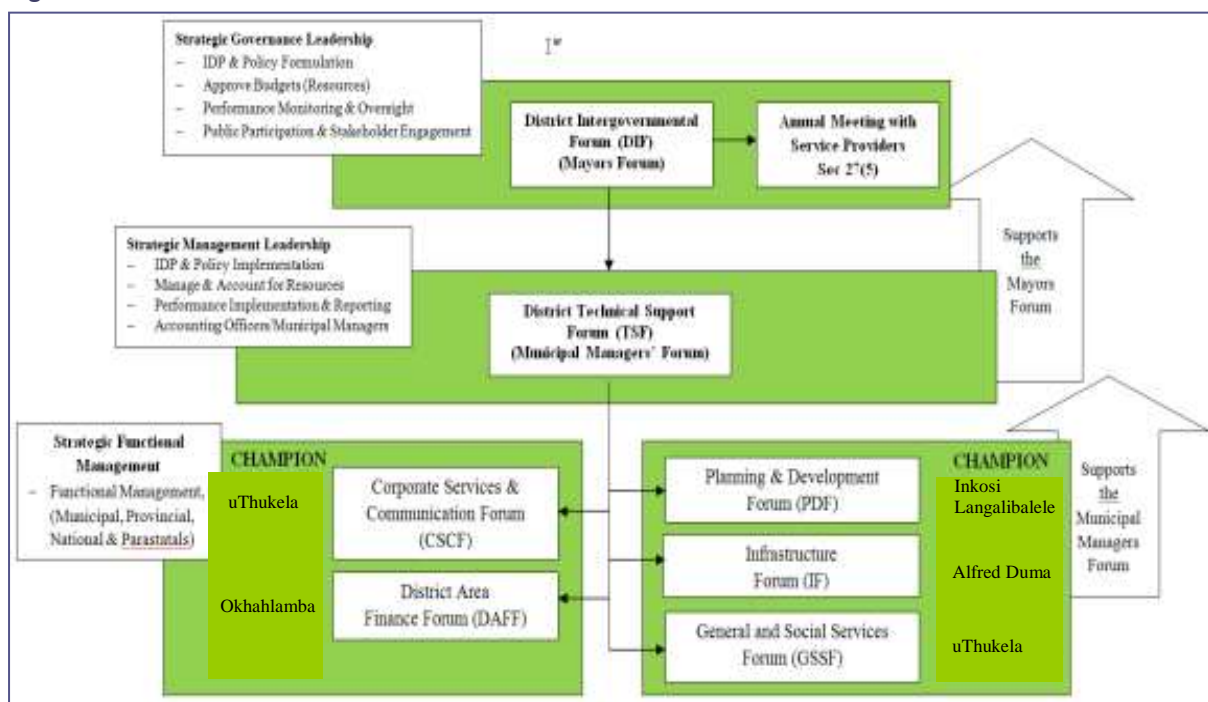 Strategic Governance Leadership
– IDP & Policy Formulation
– Approve Budgets (Resources)
– Performance Monitoring & Oversight
– Public Participation & Stakeholder Engagement
District Intergovernmental
Forum (DIF)
(Mayors Forum)
Annual Meeting with
Service Providers
Sec 27(5)
Supports
the
Mayors
Forum
Strategic Management Leadership
– IDP & Policy Implementation
– Manage & Account for Resources
– Performance Implementation & Reporting
– Accounting Officers/Municipal Managers
District Technical Support
Forum (TSF)
(Municipal Managers' Forum)
Supports
the
Municipal
Managers
Forum
Strategic Functional
Management
– Functional Management,
(Municipal, Provincial,
National & Parastatals)
CHAMPION
uThukela
Okhahlamba
Corporate Services &
Communication Forum
(CSCF)
District Area
Finance Forum (DAFF)
Planning & Development
Forum (PDF)
Infrastructure
Forum (IF)
General and Social Services
Forum (GSSF)
CHAMPION
Inkosi
Langalibalele
Alfred Duma
uThukela